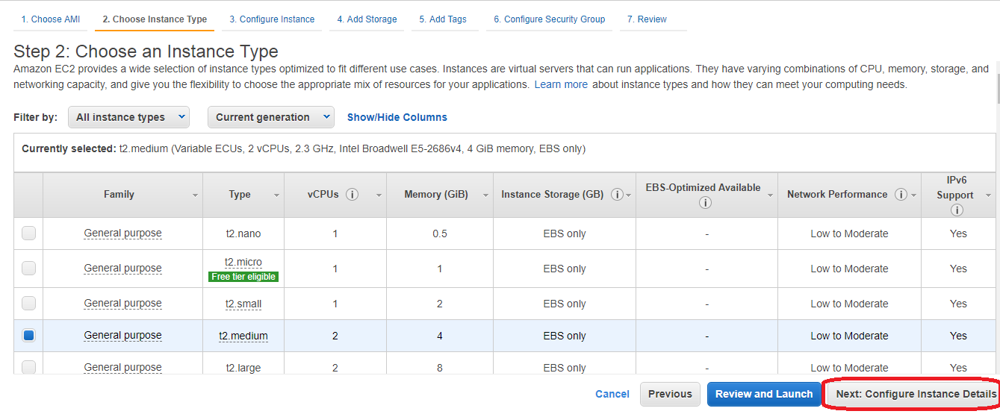 1. Choose AMI 2. Choose Instance Type 3. Configure Instance 4. Add Storage 5. Add Tags 6. Configure Security Group 7. Review
Step 2: Choose an Instance Type
Amazon EC2 provides a wide selection of instance types optimized to fit different use cases. Instances are virtual servers that can run applications. They have varying combinations of CPU, memory, storage, and
networking capacity, and give you the flexibility to choose the appropriate mix of resources for your applications. Learn more about instance types and how they can meet your computing needs.
Filter by: All instance types Current generation Show/Hide Columns
Currently selected: t2.medium (Variable ECUs, 2 vCPUs, 2.3 GHz, Intel Broadwell E5-2686v4, 4 GiB memory, EBS only)
Family Type vCPUs i Memory (GiB) Instance Storage (GB) i EBS-Optimized Available i Network Performance i IPv6 Support i
General purpose t2.nano 1 0.5 EBS only - Low to Moderate Yes
General purpose t2.micro Free tier eligible 1 1 EBS only - Low to Moderate Yes
General purpose t2.small 1 2 EBS only - Low to Moderate Yes
General purpose t2.medium 2 4 EBS only - Low to Moderate Yes
General purpose t2.large 2 8 EBS only - Low to Moderate Yes
Cancel Previous Review and Launch Next: Configure Instance Details